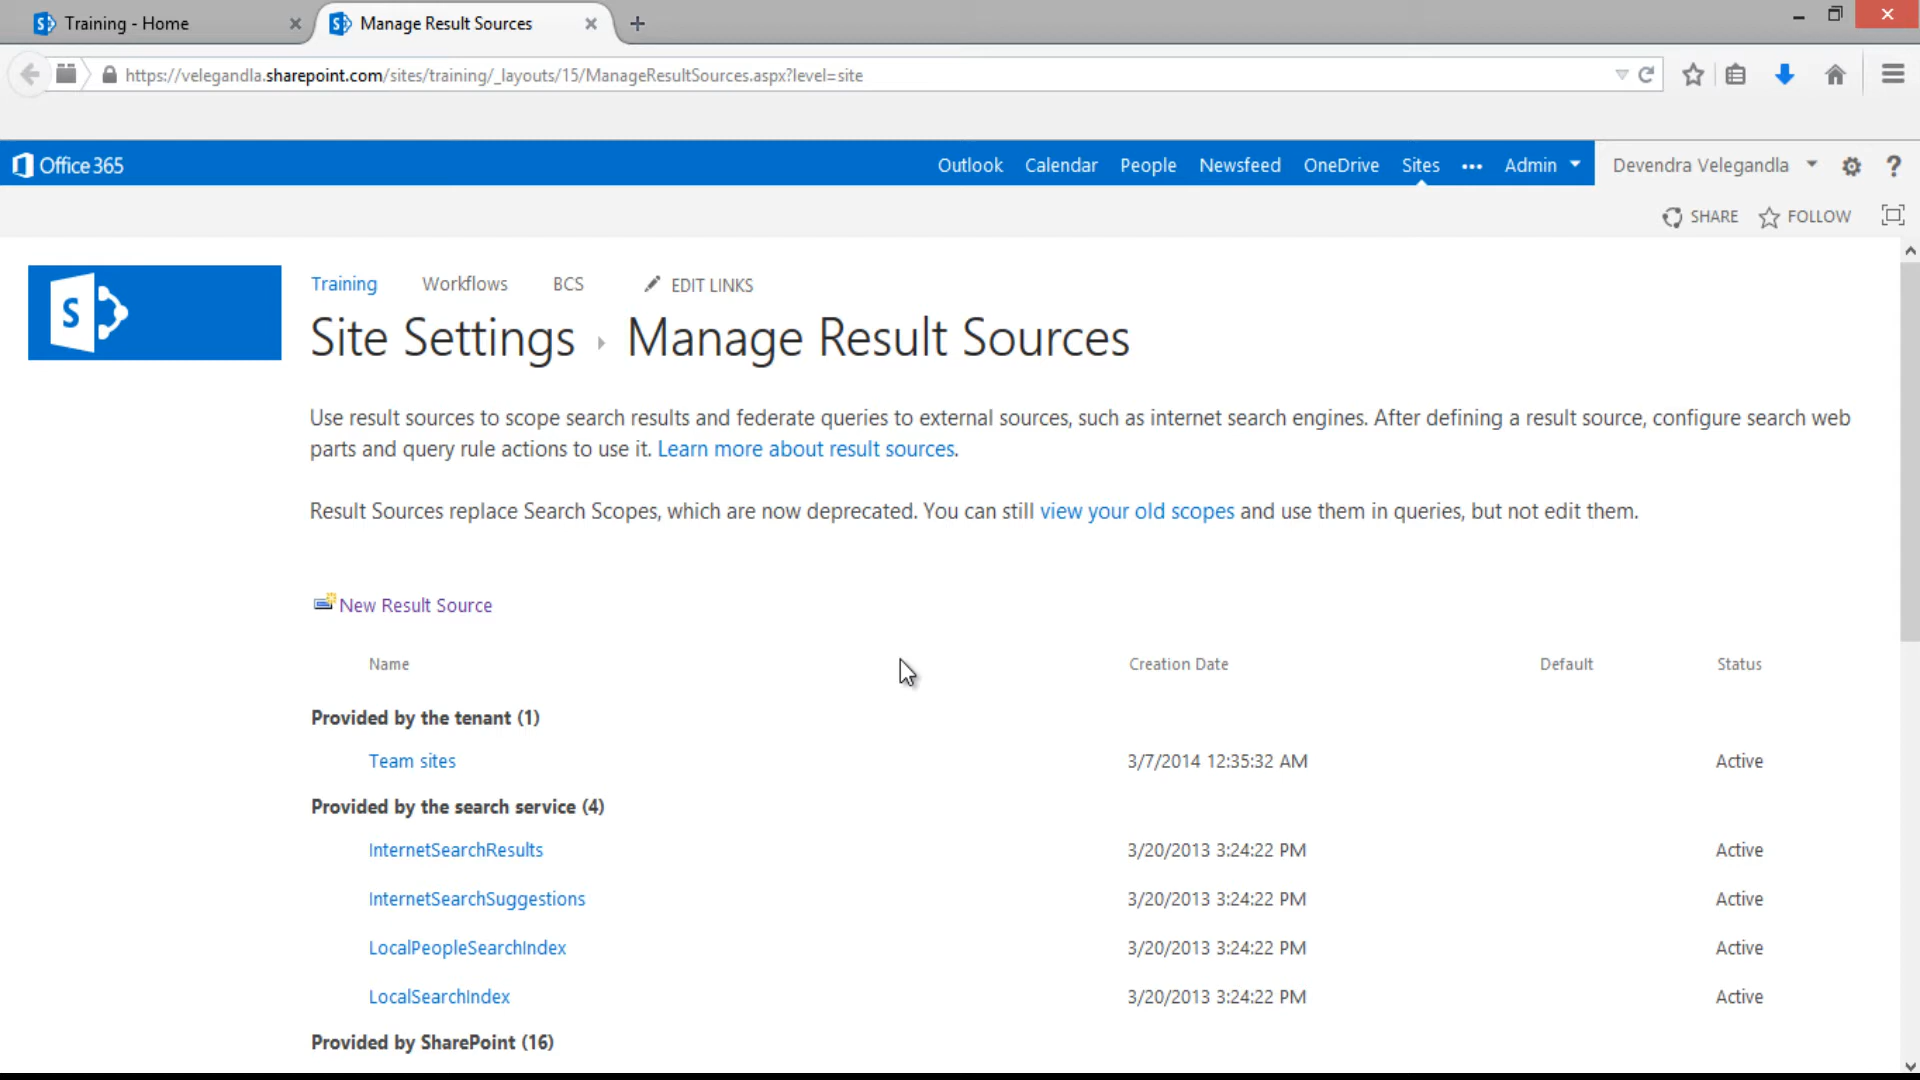 Training - Home
Manage Result Sources
https://velegandla.sharepoint.com/sites/training/_layouts/15/ManageResultSources.aspx?level=site
Office 365
Outlook Calendar People Newsfeed OneDrive Sites ••• Admin Devendra Velegandla ?
SHARE FOLLOW
S
Training Workflows BCS EDIT LINKS
Site Settings Manage Result Sources
Use result sources to scope search results and federate queries to external sources, such as internet search engines. After defining a result source, configure search web
parts and query rule actions to use it. Learn more about result sources.
Result Sources replace Search Scopes, which are now deprecated. You can still view your old scopes and use them in queries, but not edit them.
New Result Source
Name Creation Date Default Status
Provided by the tenant (1)
Team sites 3/7/2014 12:35:32 AM Active
Provided by the search service (4)
InternetSearchResults 3/20/2013 3:24:22 PM Active
InternetSearchSuggestions 3/20/2013 3:24:22 PM Active
LocalPeopleSearchIndex 3/20/2013 3:24:22 PM Active
LocalSearchIndex 3/20/2013 3:24:22 PM Active
Provided by SharePoint (16)